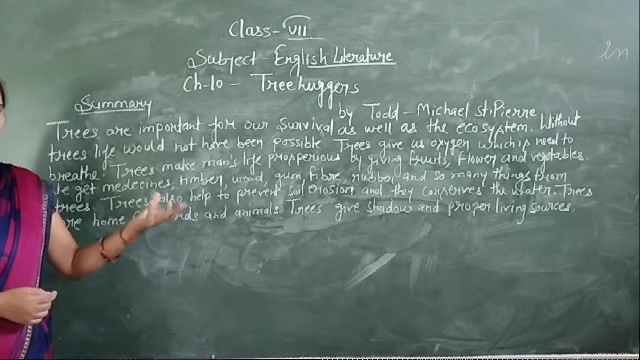 Class - VII
Subject - English Literature
in
Ch-10 - Treehuggers
Summary
by Todd - Michael St.Pierre
Trees are important for our survival as well as the ecosystem. Without
trees life would not have been possible. Trees give us oxygen which is need to
breathe. Trees make man's life prosperious by giving fruits, flower and vegetables.
We get medecines, timber, wood, gum, fibre, rubber, and so many things from
trees. Trees also help to prevent soil erosion and they conserves the water. Trees
are home and animals Trees give shadow and proper living sources.